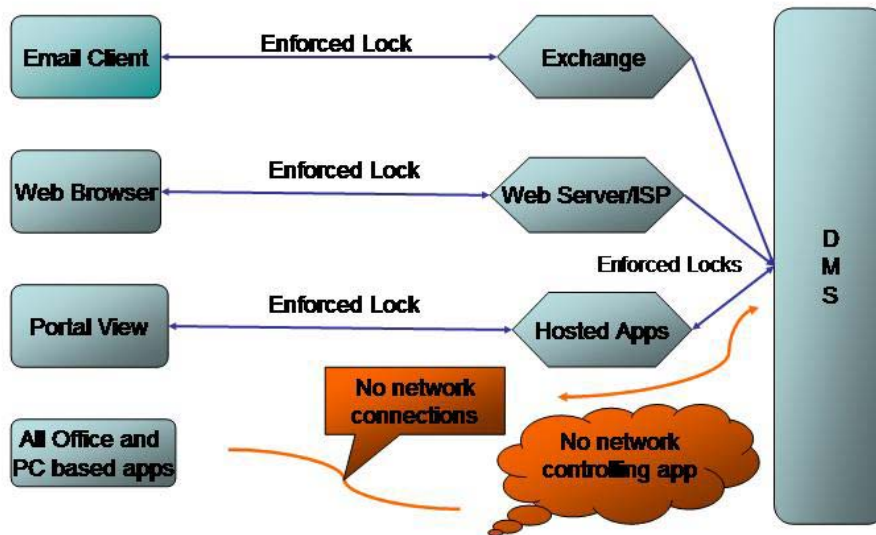 Email Client
Enforced Lock
Exchange
Web Browser
Enforced Lock
Web Server/ISP
Enforced Locks
Portal View
Enforced Lock
Hosted Apps
All Office and
PC based apps
No network
connections
No network
controlling app
D
M
S